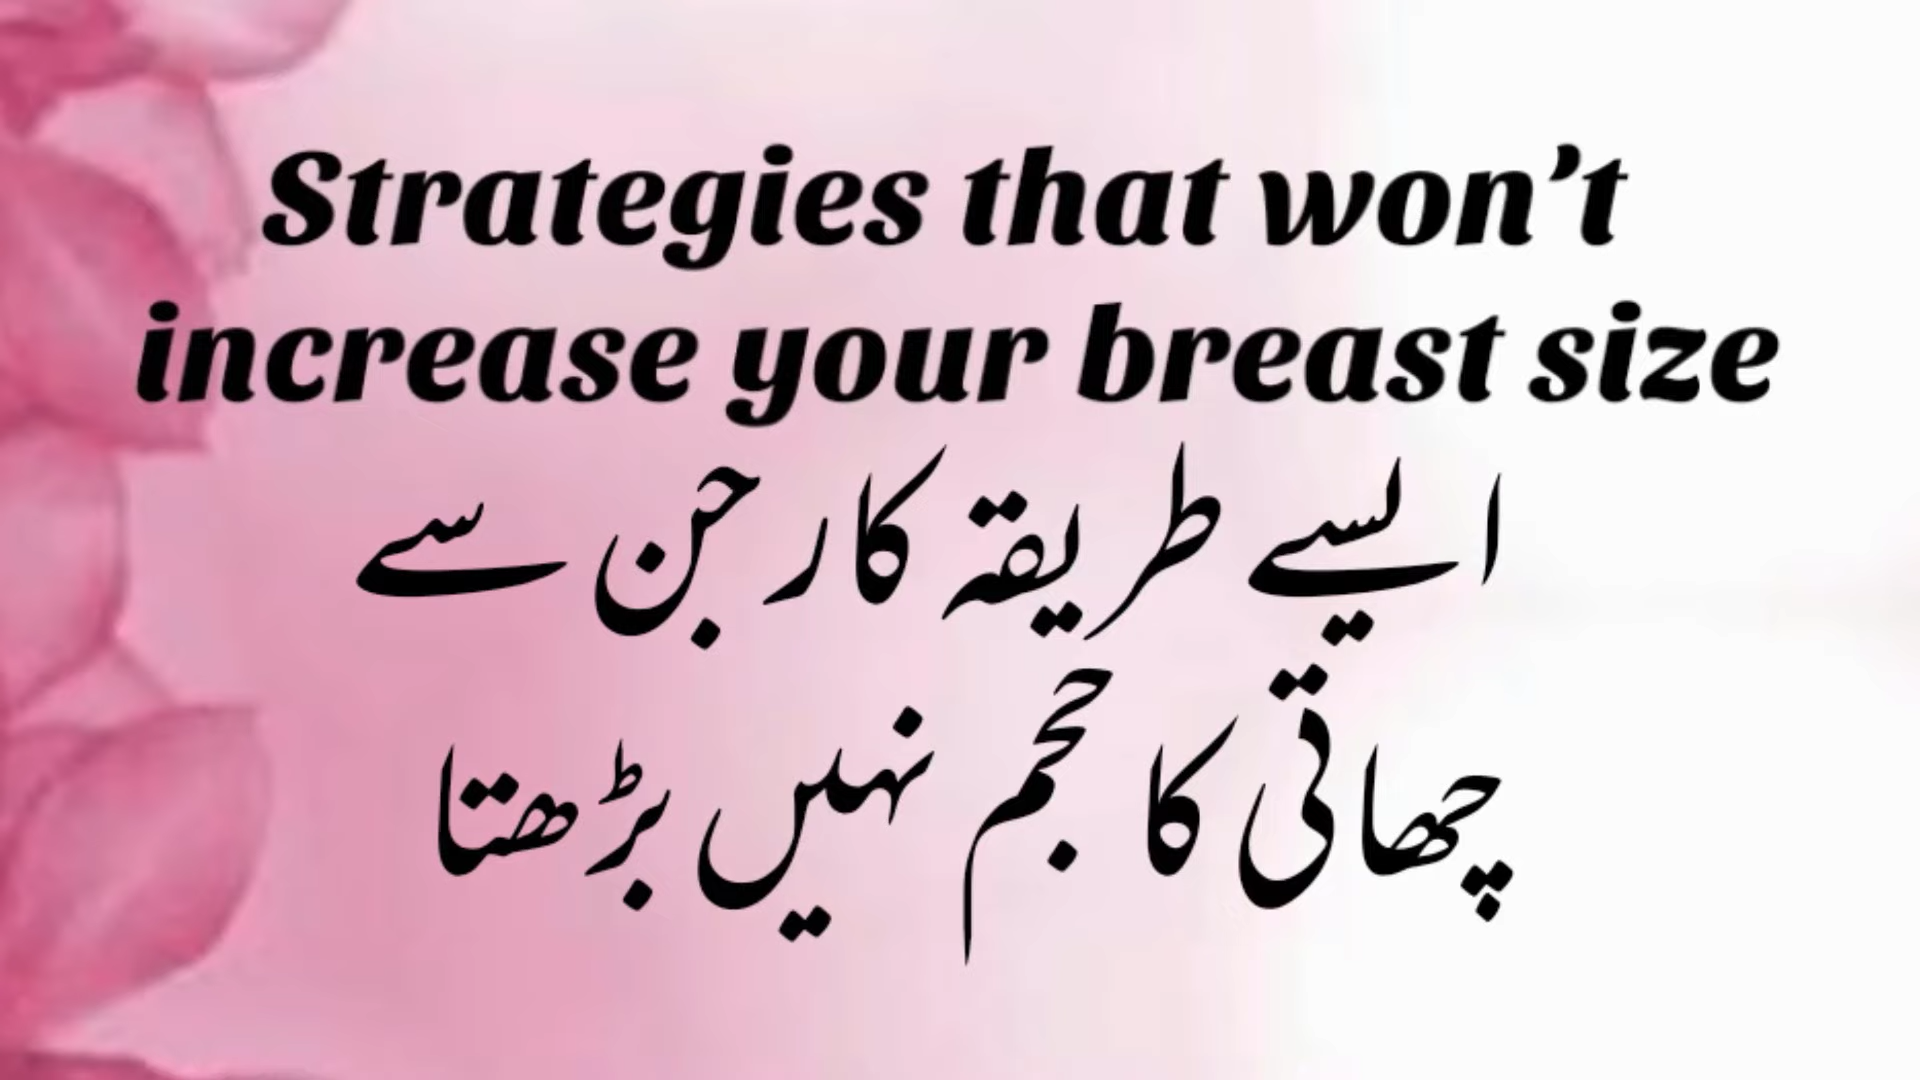 Strategies that won’t
increase your breast size
ایسے طریقہ کار جن سے
چھاتی کا حجم نہیں بڑھتا